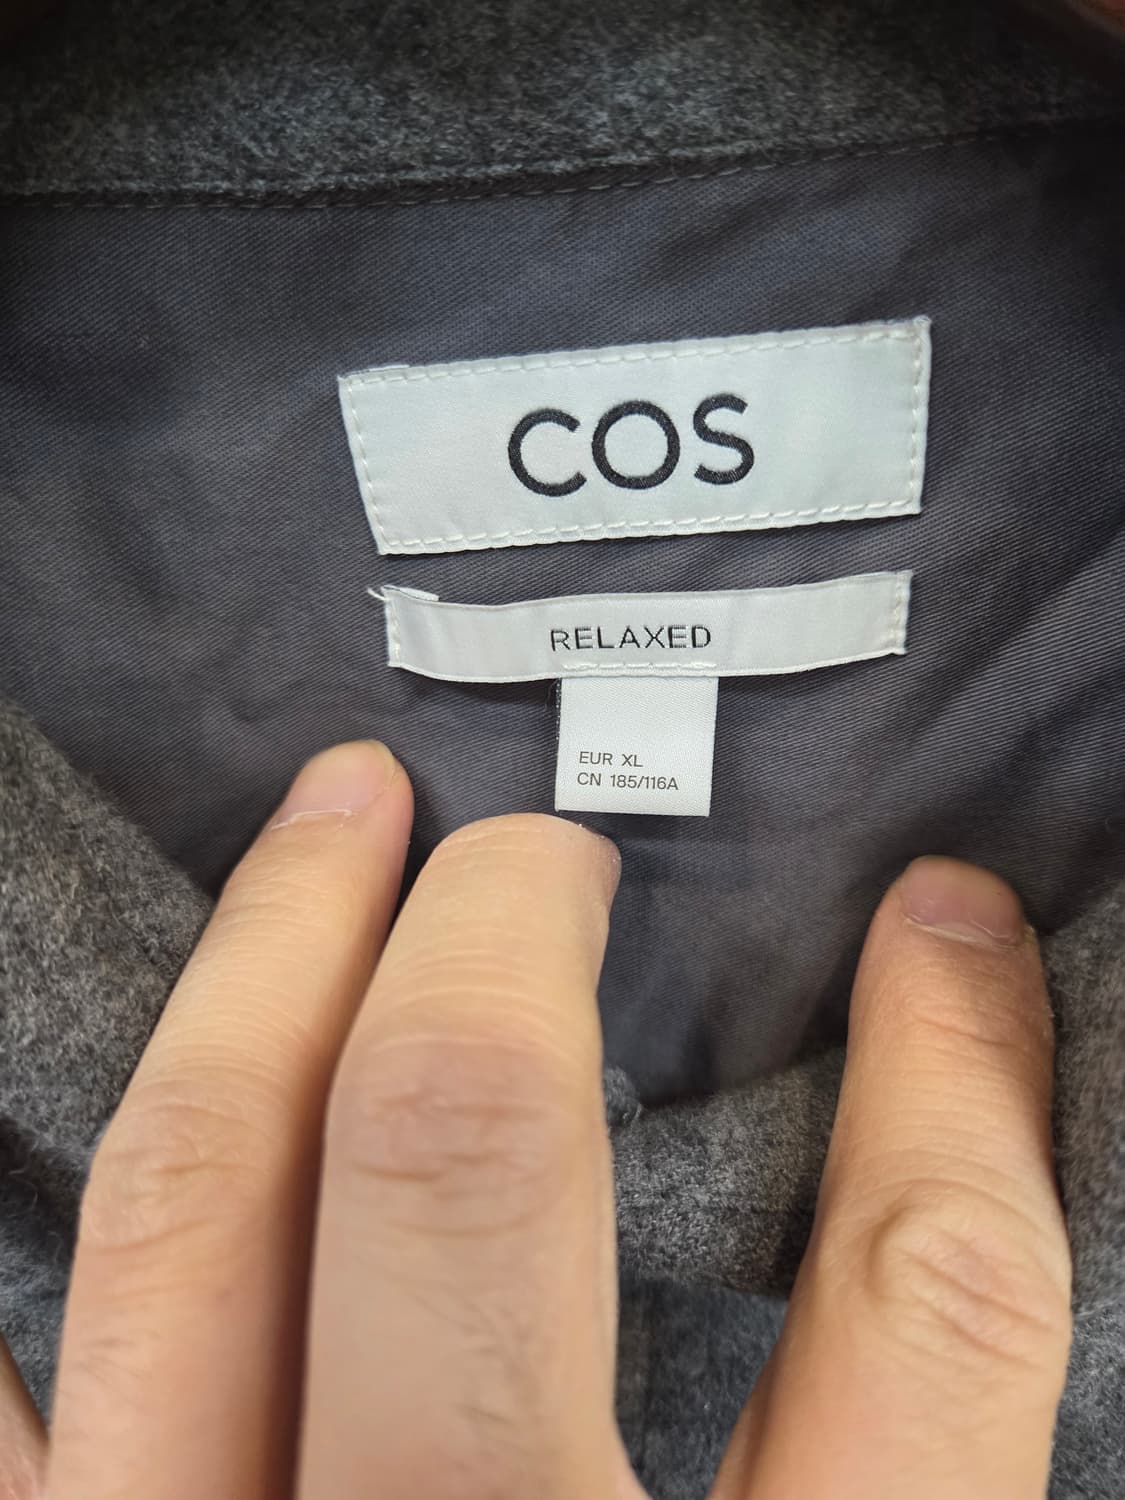 COS
RELAXED
EUR XL
CN 185/116A